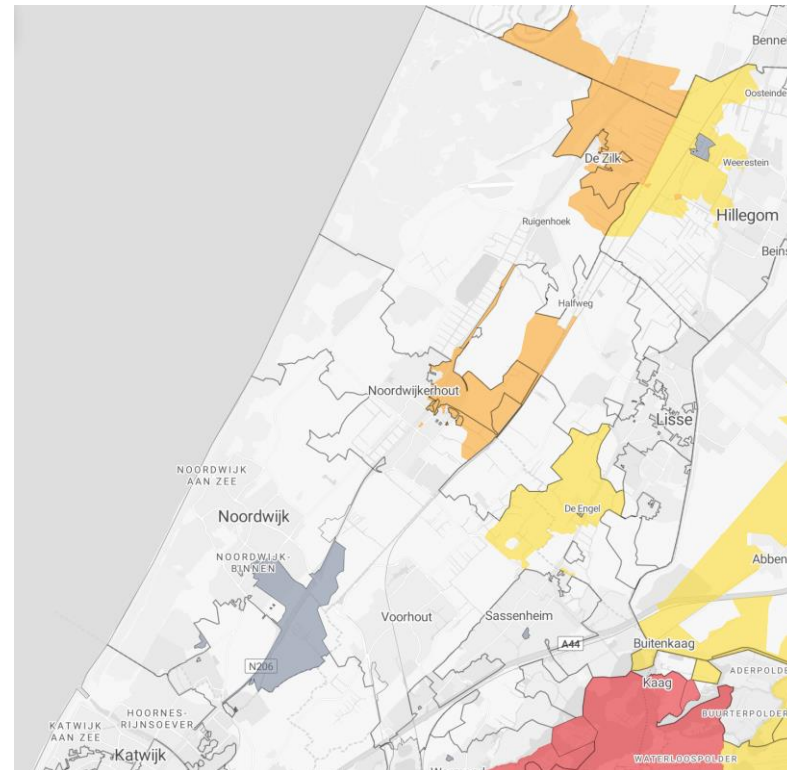 Benne
Oosteinde
De Zilk
Weerestein
Hillegom
Ruigenhoek
Beins
Halfweg
Noordwijkerhout
Lisse
NOORDWIJK
AAN ZEE
De Engel
Noordwijk
NOORDWIJK-
BINNEN
Abben
Voorhout
Sassenheim
A44
Buitenkaag
N206
Kaag
ADERPOLDER
HOORNES-
RIJNSOEVER
BUURTERPOLDER
KATWIJK
AAN ZEE
Katwijk
WATERLOOSPOLDER